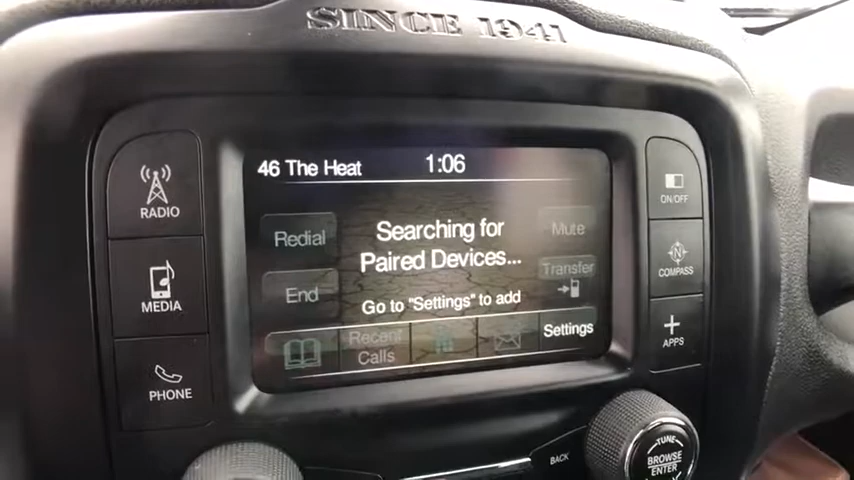 SINCE 1941
RADIO
MEDIA
PHONE
46 The Heat
1:06
Redial
Searching for
Paired Devices...
Mute
End
Transfer
Go to "Settings" to add
Recent
Calls
Settings
ON/OFF
N
COMPASS
APPS
BACK
TUNE
BROWSE
ENTER